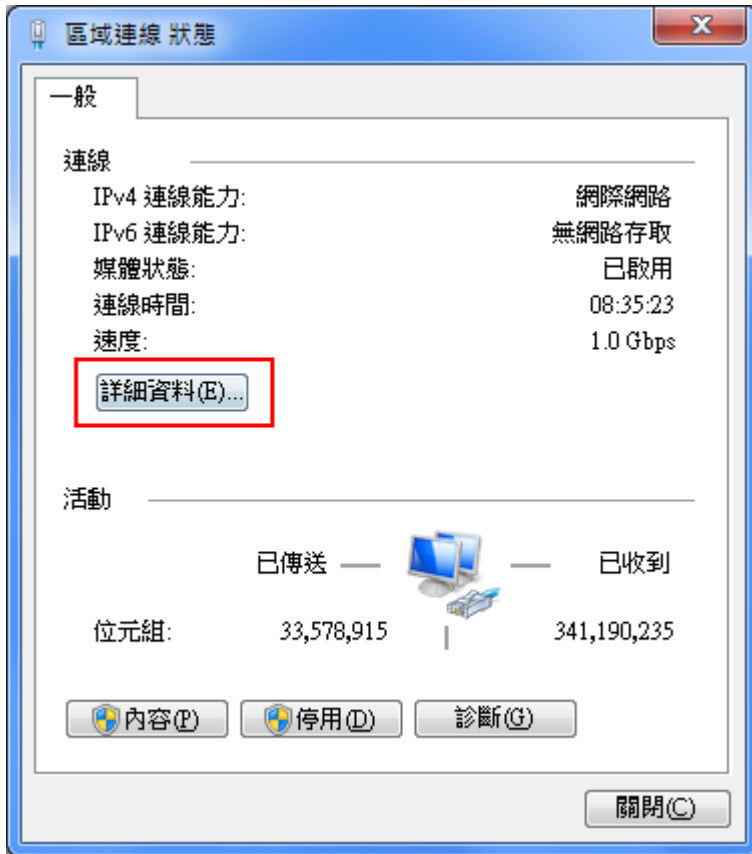 區域連線 狀態
一般
連線
IPv4 連線能力: 網際網路
IPv6 連線能力: 無網路存取
媒體狀態: 已啟用
連線時間: 08:35:23
速度: 1.0 Gbps
詳細資料(E)...
活動
已傳送 已收到
位元組: 33,578,915 341,190,235
內容(P) 停用(D) 診斷(G)
關閉(C)